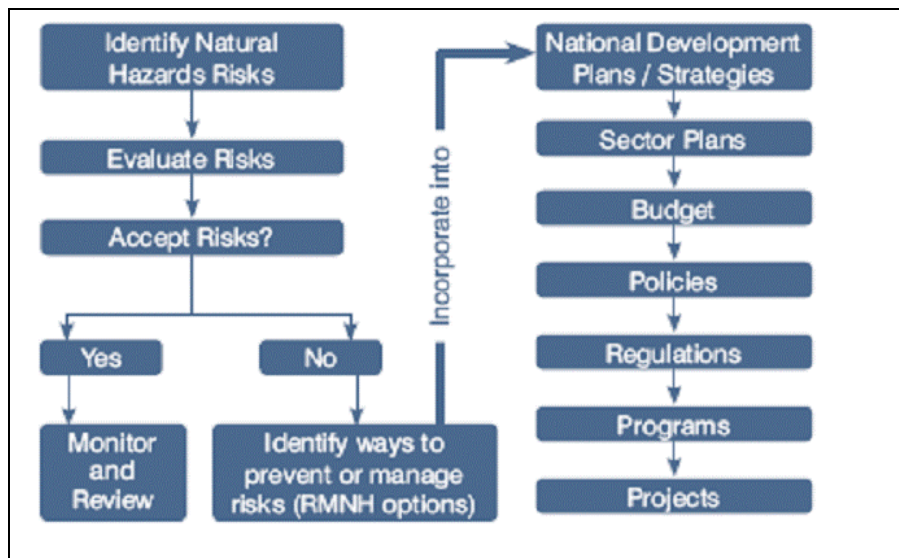 Identify Natural
Hazards Risks
Evaluate Risks
Accept Risks?
Yes
No
Monitor
and
Review
Identify ways to
prevent or manage
risks (RMNH options)
Incorporate into
National Development
Plans / Strategies
Sector Plans
Budget
Policies
Regulations
Programs
Projects